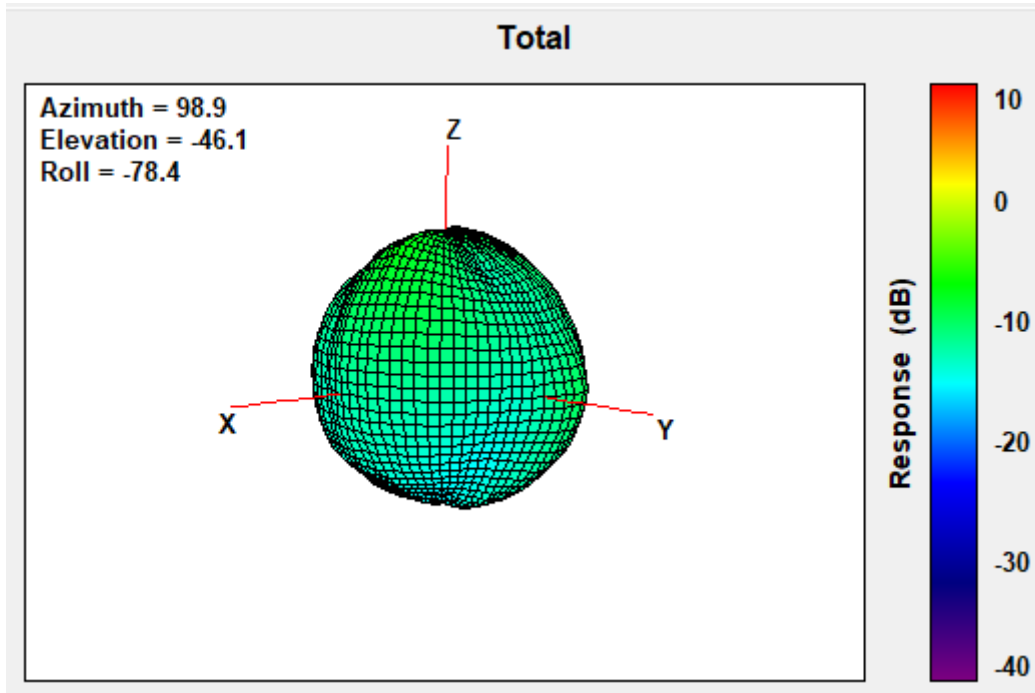 Total
Azimuth = 98.9
Elevation = -46.1
Roll = -78.4
Z
X
Y
10
0
-10
-20
-30
-40
Response (dB)